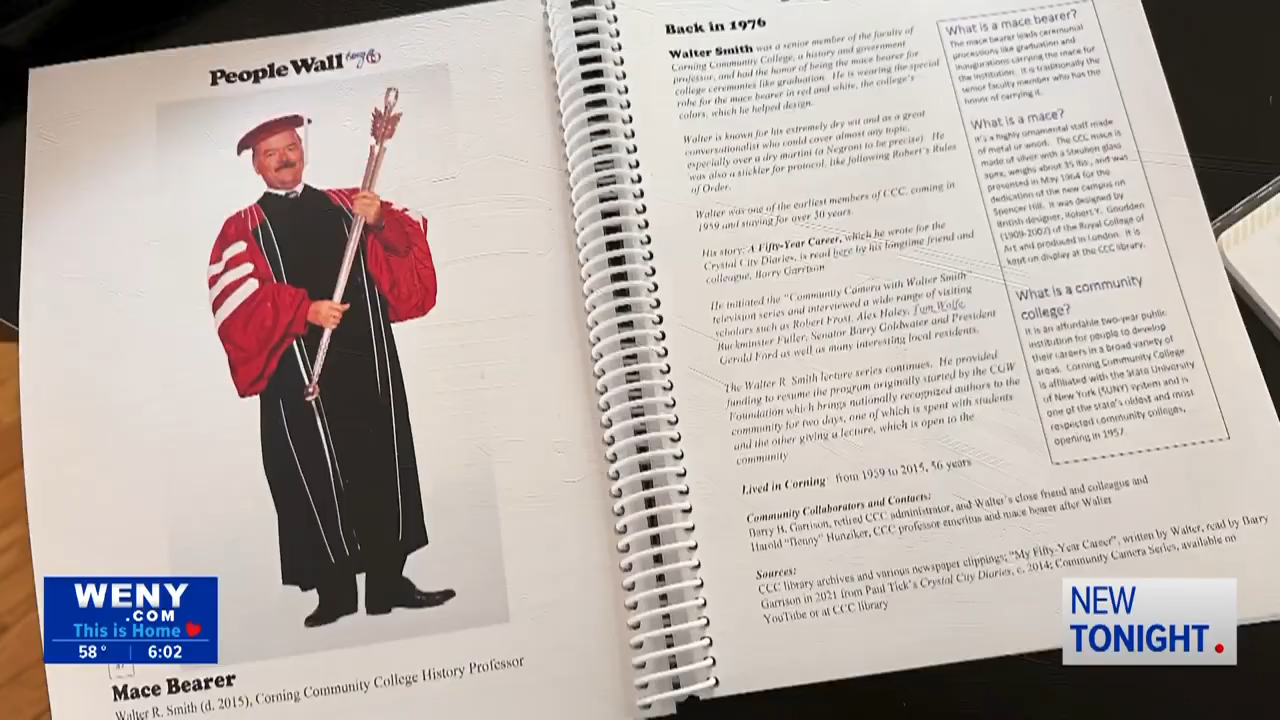 People Wall
Mace Bearer
Walter R. Smith (d. 2015), Corning Community College History Professor
Back in 1976
Walter Smith was a senior member of the faculty of
Corning Community College, a history and government
professor, and had the honor of being the mace bearer for
college ceremonies like graduation. He is wearing the special
robe for the mace bearer in red and white, the college's
colors, which he helped design.
Walter is known for his extremely dry wit and as a great
conversationalist who could cover almost any topic,
especially over a dry martini (a Negroni to be precise). He
was also a stickler for protocol, like following Robert's Rules
of Order.
Walter was one of the earliest members of CCC, coming in
1959 and staying for over 30 years.
His story, A Fifty-Year Career, which he wrote for the
Crystal City Diaries, is read here by his longtime friend and
colleague, Barry Garrison
He initiated the "Community Camera with Walter Smith"
television series and interviewed a wide range of visiting
scholars such as Robert Frost, Alex Haley, Tom Wolfe,
Buckminster Fuller, Senator Barry Goldwater and President
Gerald Ford as well as many interesting local residents.
The Walter R. Smith lecture series continues. He provided
funding to resume the program originally started by the CGW
Foundation which brings nationally recognized authors to the
community for two days, one of which is spent with students
and the other giving a lecture, which is open to the
community
Lived in Corning from 1959 to 2015, 56 years
Community Collaborators and Contacts:
Barry H. Garrison, retired CCC administrator, and Walter's close friend and colleague and
Harold "Denny" Hunziker, CCC professor emeritus and mace bearer after Walter
Sources:
CCC library archives and various newspaper clippings; "My Fifty-Year Career", written by Walter, read by Barry
Garrison in 2021 from Paul Tick's Crystal City Diaries, c. 2014; Community Camera Series, available on
YouTube or at CCC library
What is a mace bearer?
The mace bearer leads ceremonial
processions like graduation and
inaugurations carrying the mace for
the institution. It is traditionally the
senior faculty member who has the
honor of carrying it.
What is a mace?
It's a highly ornamental staff made
of metal or wood. The CCC mace is
made of silver with a Steuben glass
apex, weighs about 35 lbs., and was
presented in May 1964 for the
dedication of the new campus on
Spencer Hill. It was designed by
British designer, Robert Y. Goodden
(1909-2002) of the Royal College of
Art and produced in London. It is
kept on display at the CCC library.
What is a community
college?
It is an affordable two-year public
institution for people to develop
their careers in a broad variety of
areas. Corning Community College
is affiliated with the State University
of New York (SUNY) system and is
one of the state's oldest and most
respected community colleges,
opening in 1957.
WENY
.COM
This is Home
58° 6:02
NEW
TONIGHT.